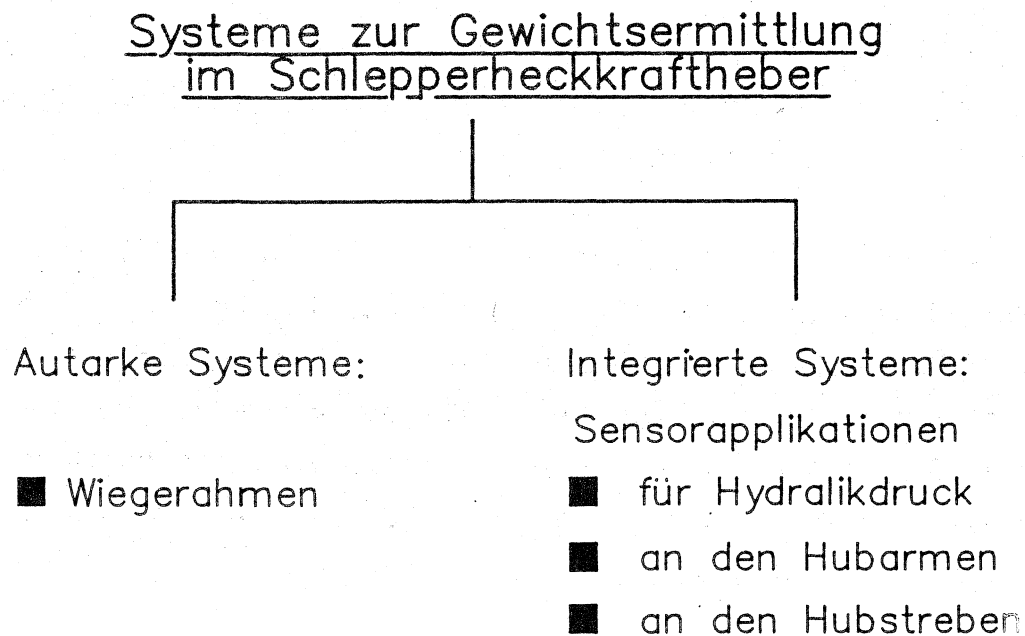 Systeme zur Gewichtsermittlung
im Schlepperheckkraftheber
Autarke Systeme:
■ Wiegerahmen
Integrierte Systeme:
Sensorapplikationen
■ für Hydralikdruck
■ an den Hubarmen
■ an den Hubstreben